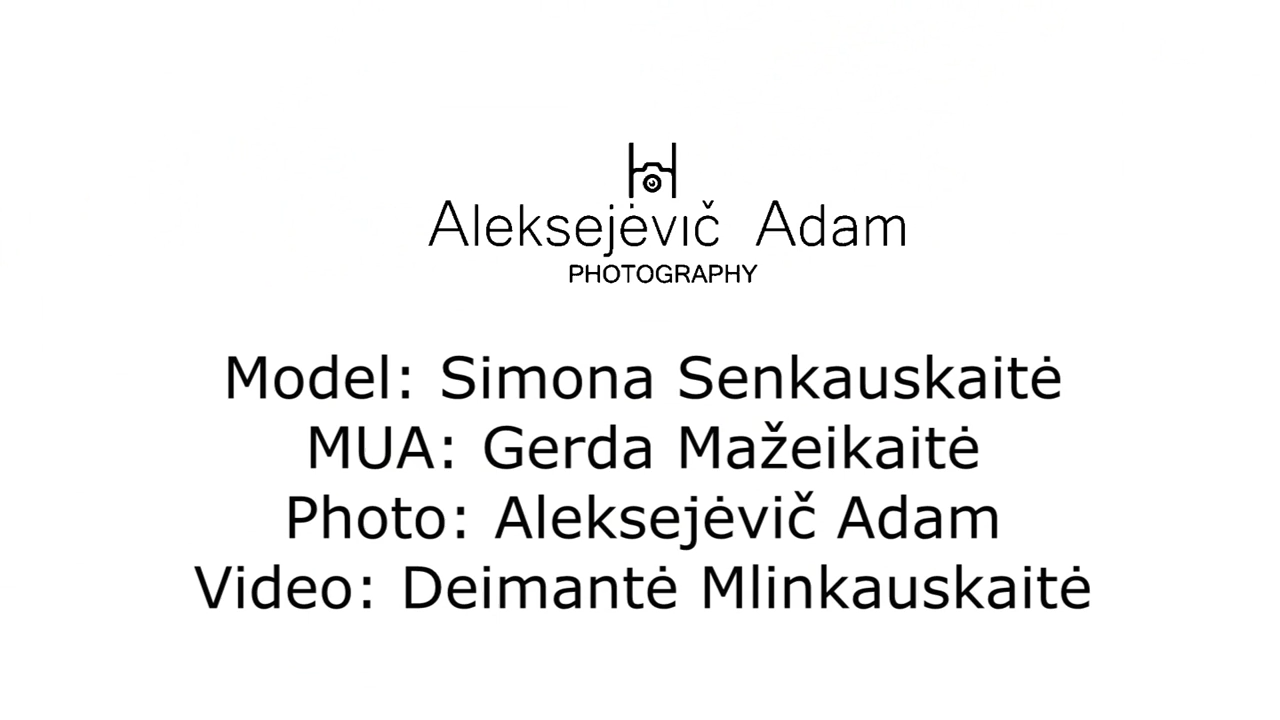 Aleksejėvič Adam
PHOTOGRAPHY
Model: Simona Senkauskaitė
MUA: Gerda Mažeikaitė
Photo: Aleksejėvič Adam
Video: Deimantė Mlinkauskaitė